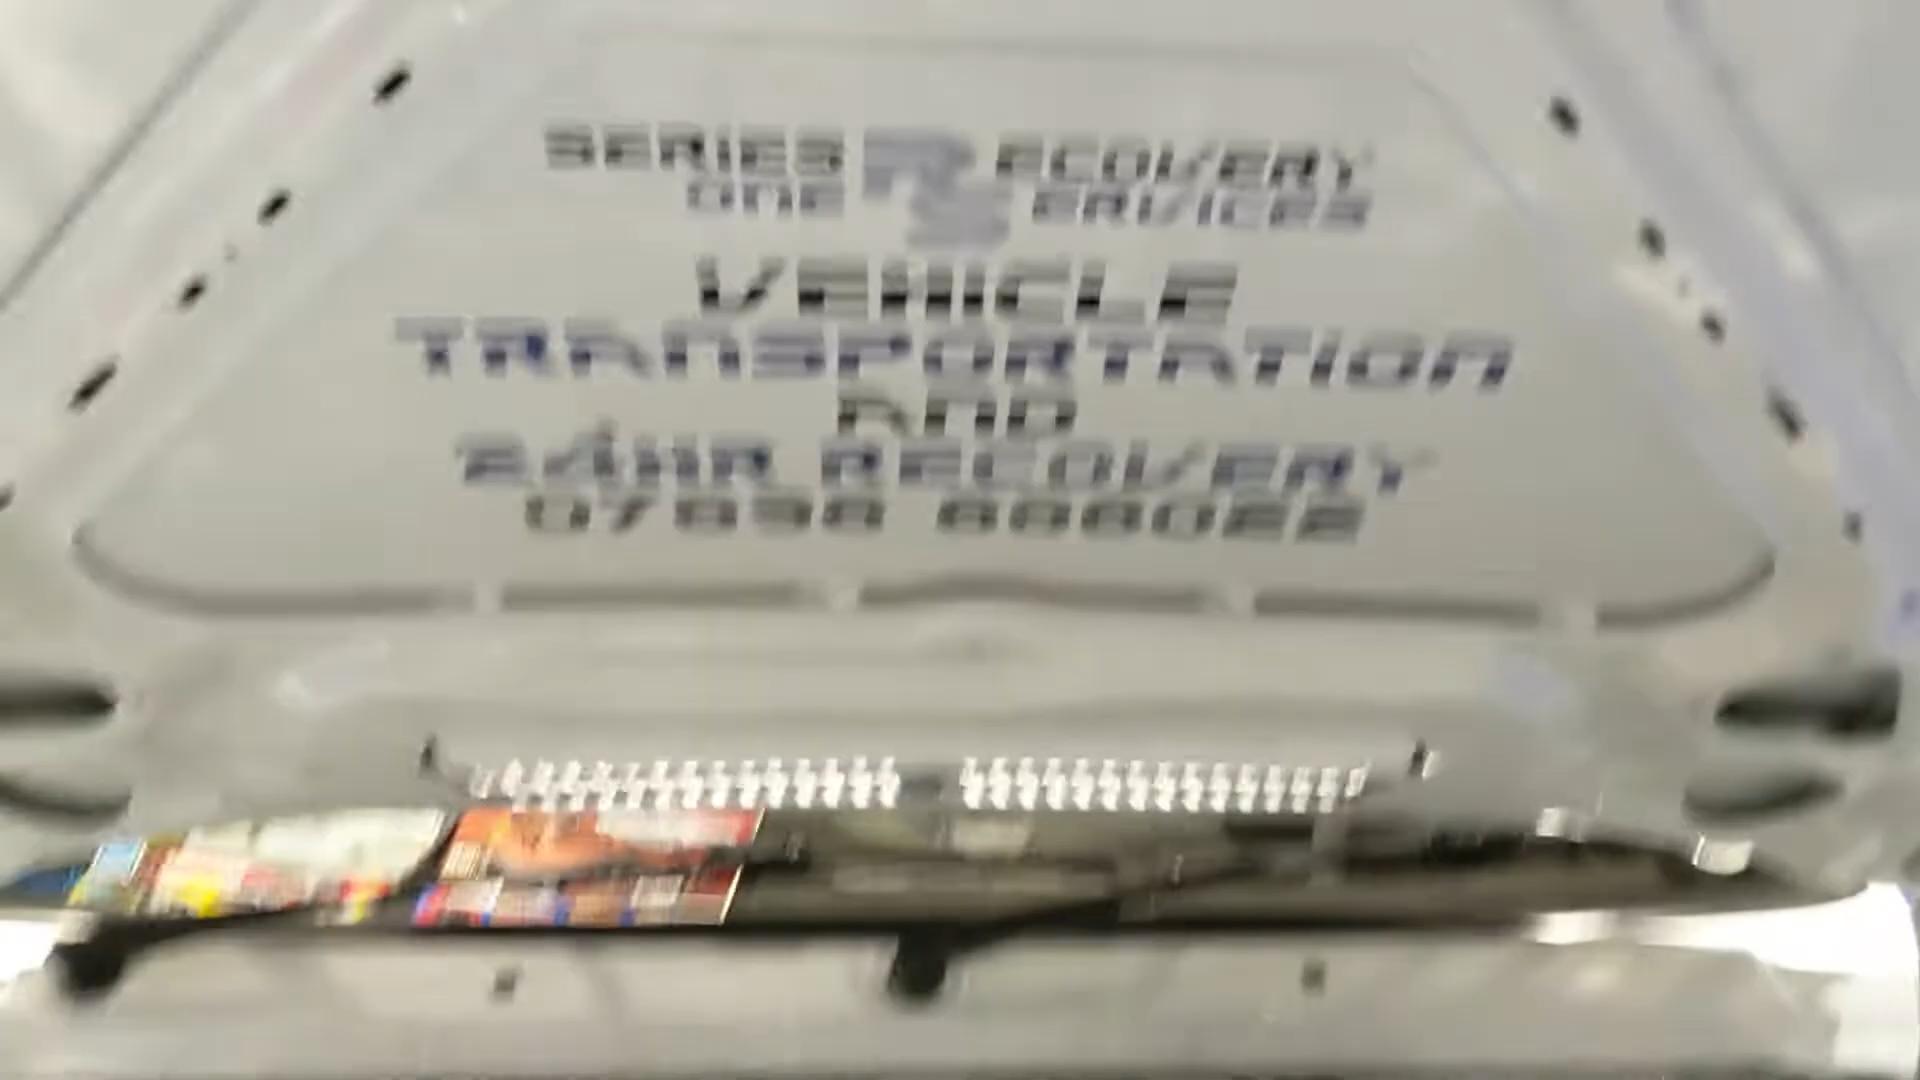 SERIES RECOVERY
ONE SERVICES
VEHICLE
TRANSPORTATION
AND
24HR RECOVERY